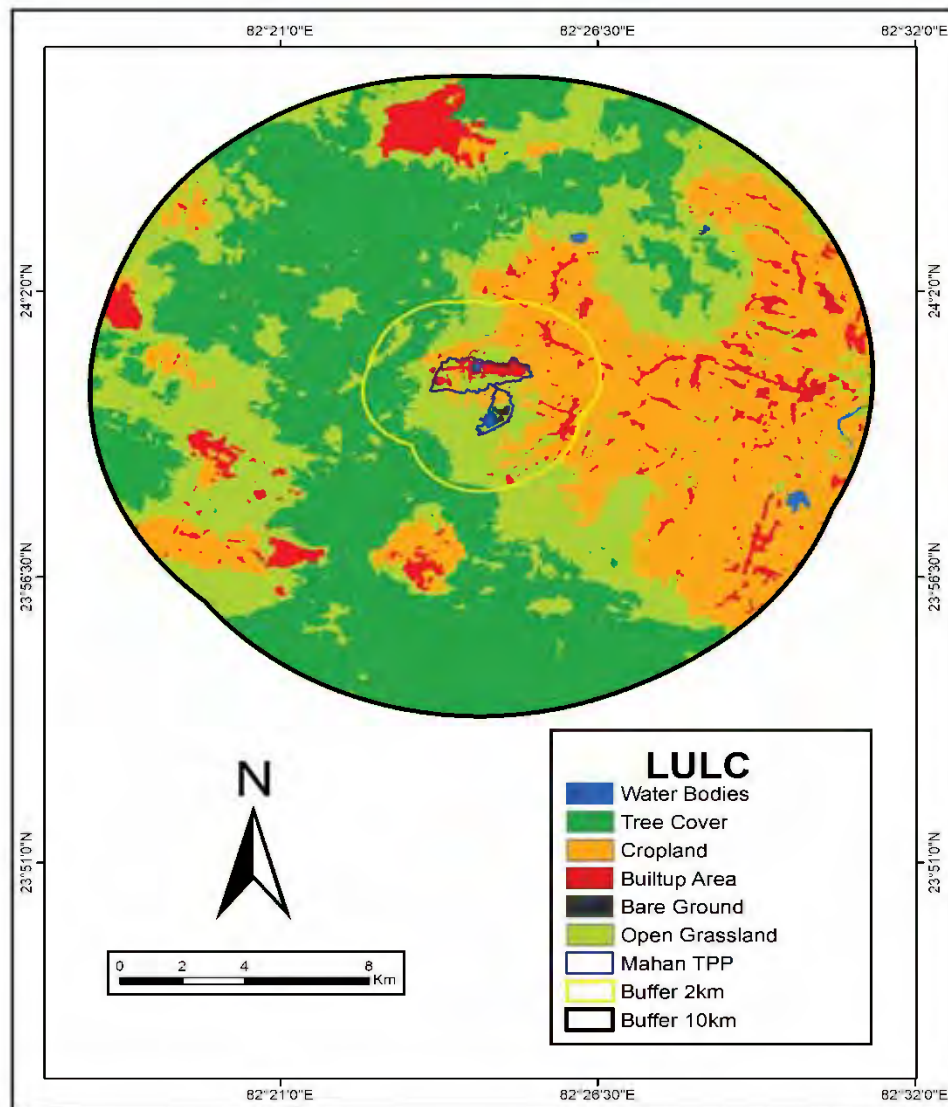 82°21'0"E 82°26'30"E 82°32'0"E
24°2'0"N 24°2'0"N
23°56'30"N 23°56'30"N
23°51'0"N 23°51'0"N
N
0 2 4 8
Km
LULC
Water Bodies
Tree Cover
Cropland
Builtup Area
Bare Ground
Open Grassland
Mahan TPP
Buffer 2km
Buffer 10km
82°21'0"E 82°26'30"E 82°32'0"E